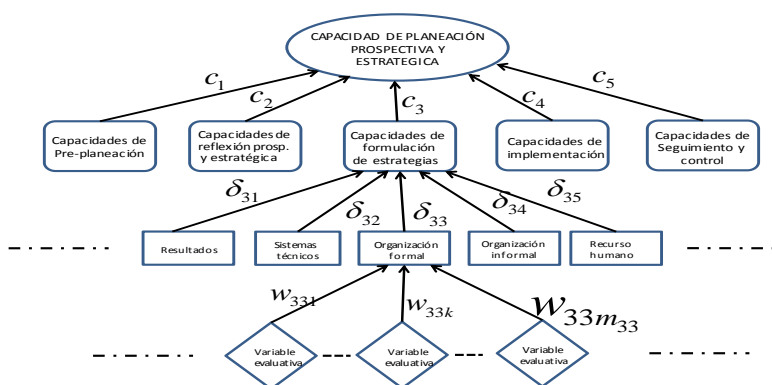 CAPACIDAD DE PLANEACIÓN
PROSPECTIVA Y
ESTRATEGICA
c₁
c₂
c₃
c₄
c₅
Capacidades de
Pre-planeación
Capacidades de
reflexión prosp.
y estratégica
Capacidades de
formulación
de estrategias
Capacidades de
implementación
Capacidades de
Seguimiento y
control
δ₃₁
δ₃₂
δ₃₃
δ₃₄
δ₃₅
Resultados
Sistemas
técnicos
Organización
formal
Organización
informal
Recurso
humano
w₃₃₁
w₃₃ₖ
w₃₃ₘ₃₃
Variable
evaluativa
Variable
evaluativa
Variable
evaluativa